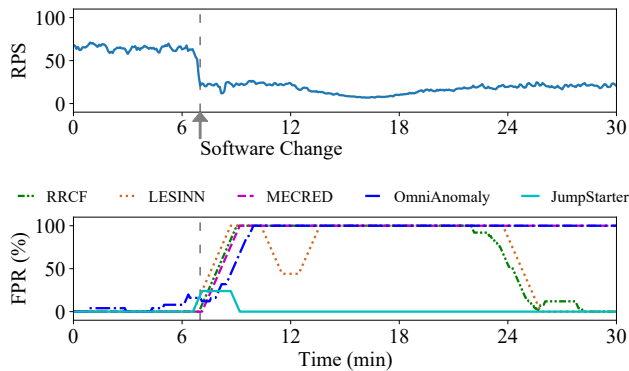 100
50
0
RPS
0 6 12 18 24 30
Software Change
RRCF LESINN MECRED OmniAnomaly JumpStarter
100
50
0
FPR (%)
0 6 12 18 24 30
Time (min)